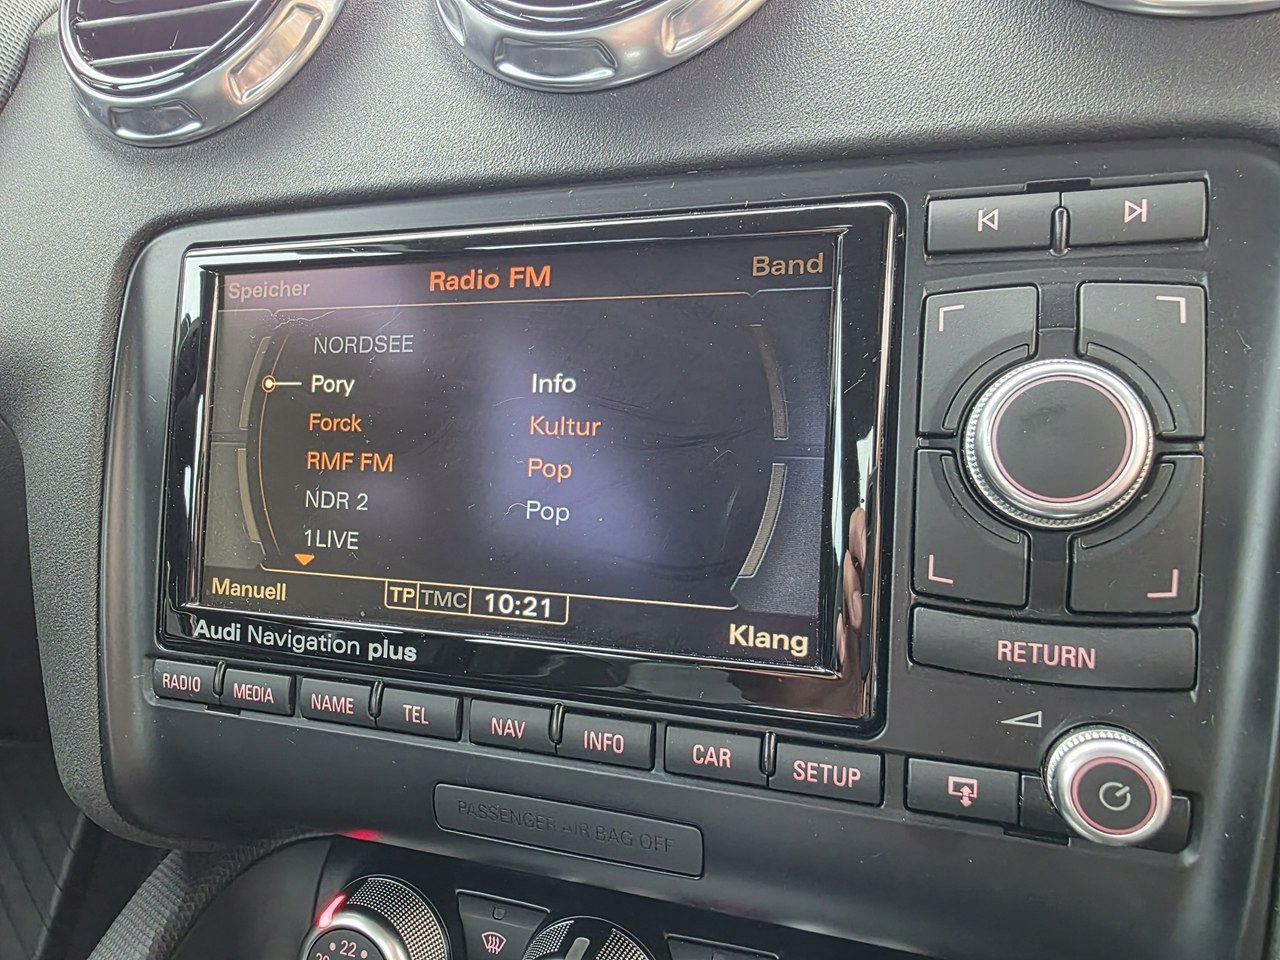 Speicher Radio FM Band
NORDSEE
Pory Info
Forck Kultur
RMF FM Pop
NDR 2 Pop
1LIVE
Manuell TP TMC 10:21 Klang
Audi Navigation plus
RETURN
RADIO MEDIA NAME TEL NAV INFO CAR SETUP
PASSENGER AIR BAG OFF
22